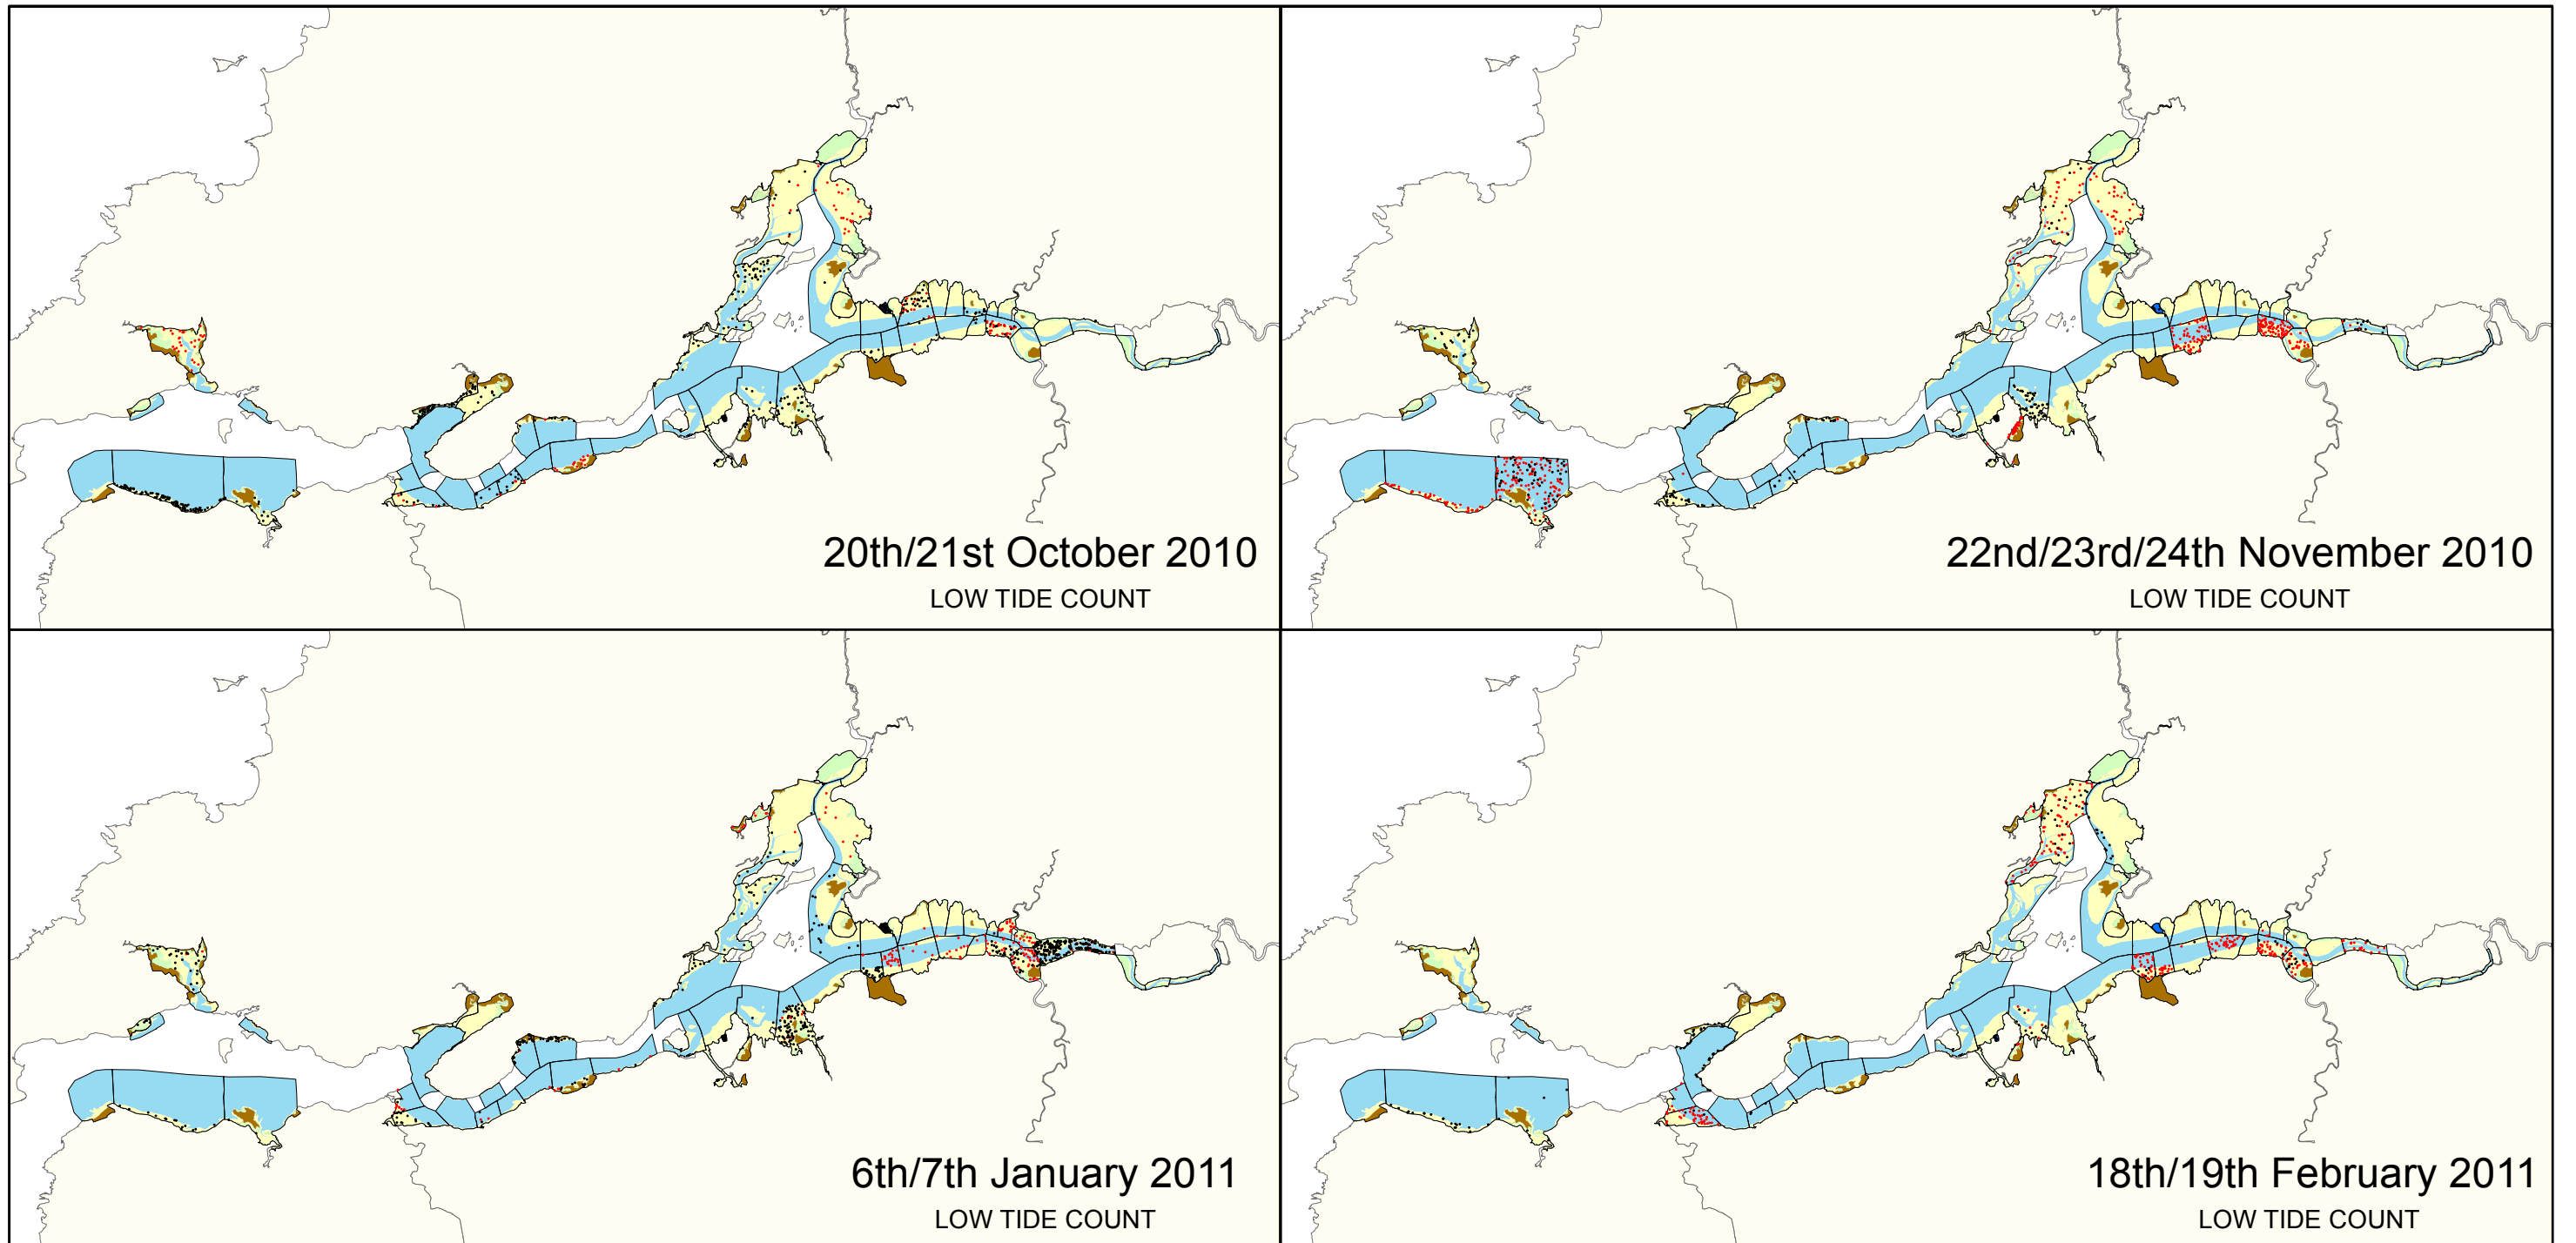 20th/21st October 2010
LOW TIDE COUNT
22nd/23rd/24th November 2010
LOW TIDE COUNT
6th/7th January 2011
LOW TIDE COUNT
18th/19th February 2011
LOW TIDE COUNT